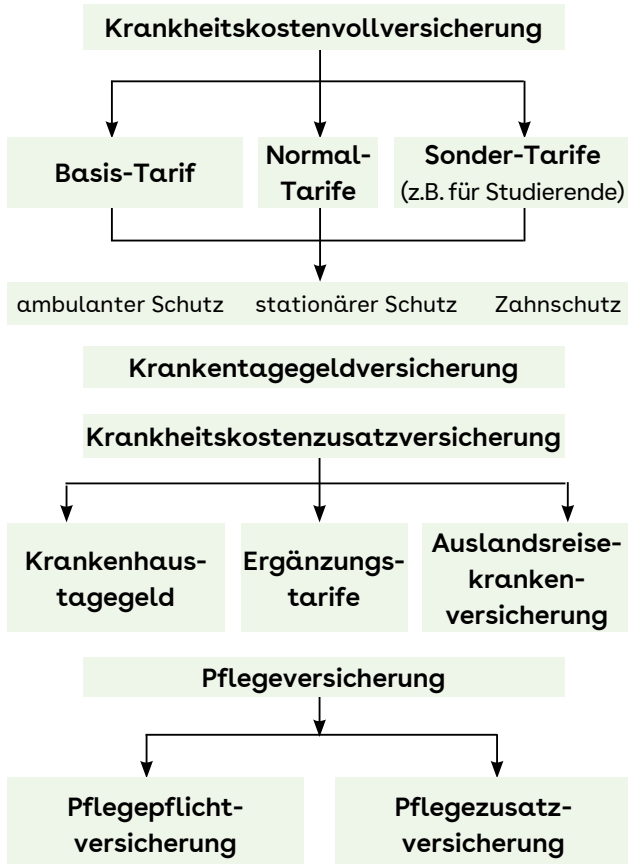 Krankheitskostenvollversicherung
Basis-Tarif
Normal-
Tarife
Sonder-Tarife
(z.B. für Studierende)
ambulanter Schutz stationärer Schutz Zahnschutz
Krankentagegeldversicherung
Krankheitskostenzusatzversicherung
Krankenhaus-
tagegeld
Ergänzungs-
tarife
Auslandsreise-
kranken-
versicherung
Pflegeversicherung
Pflegepflicht-
versicherung
Pflegezusatz-
versicherung